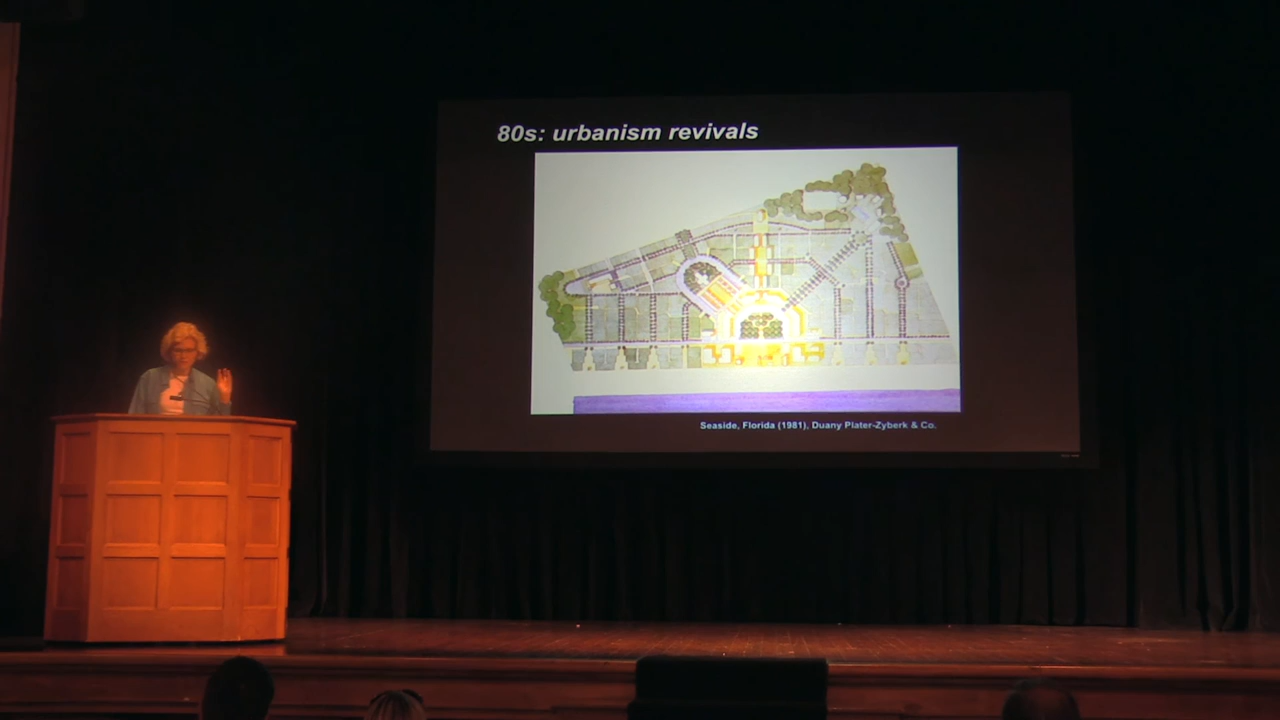 80s: urbanism revivals
Seaside, Florida (1981), Duany Plater-Zyberk & Co.